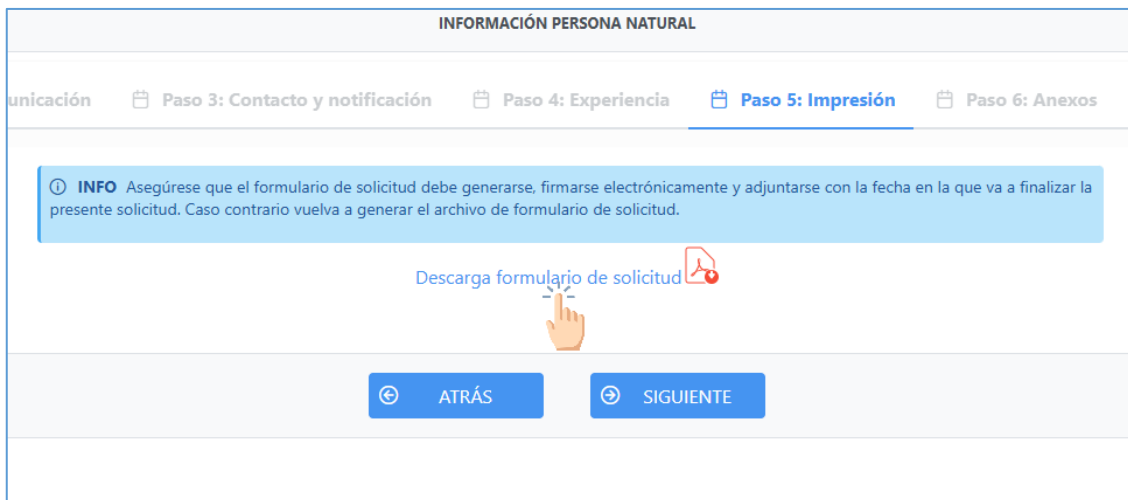 INFORMACIÓN PERSONA NATURAL
unicación Paso 3: Contacto y notificación Paso 4: Experiencia Paso 5: Impresión Paso 6: Anexos
INFO Asegúrese que el formulario de solicitud debe generarse, firmarse electrónicamente y adjuntarse con la fecha en la que va a finalizar la
presente solicitud. Caso contrario vuelva a generar el archivo de formulario de solicitud.
Descarga formulario de solicitud
ATRÁS SIGUIENTE